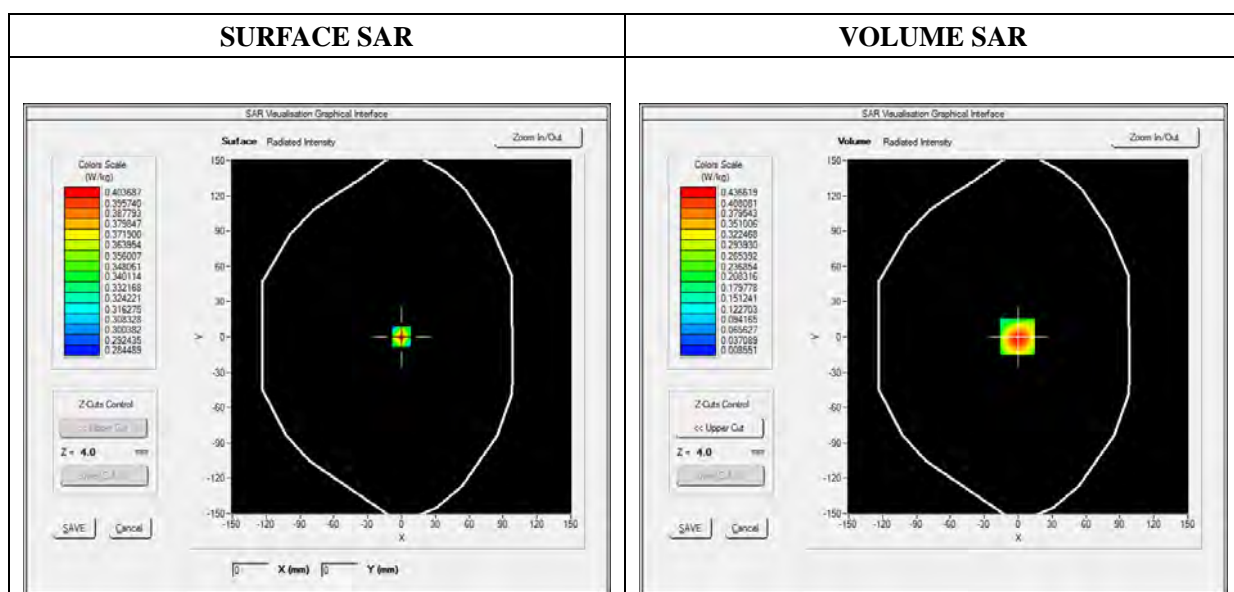 SURFACE SAR
VOLUME SAR
SAR Visualisation Graphical Interface
Surface Radiated Intensity
Zoom In/Out
Colors Scale
(W/kg)
0.403687
0.395740
0.387793
0.379847
0.371900
0.363954
0.356007
0.348061
0.340114
0.332168
0.324221
0.316275
0.308328
0.300382
0.292435
0.284489
Z-Cuts Control
<< Upper Cut
Z = 4.0 mm
SAVE Cancel
150
120
90
60
30
0
-30
-60
-90
-120
-150
Y
-150 -120 -90 -60 -30 0 30 60 90 120 150
X
0 X (mm) 0 Y (mm)
SAR Visualisation Graphical Interface
Volume Radiated Intensity
Zoom In/Out
Colors Scale
(W/kg)
0.436619
0.408081
0.379543
0.351006
0.322468
0.293930
0.265392
0.236854
0.208316
0.179778
0.151241
0.122703
0.094165
0.065627
0.037089
0.008551
Z-Cuts Control
<< Upper Cut
Z = 4.0 mm
SAVE Cancel
150
120
90
60
30
0
-30
-60
-90
-120
-150
Y
-150 -120 -90 -60 -30 0 30 60 90 120 150
X